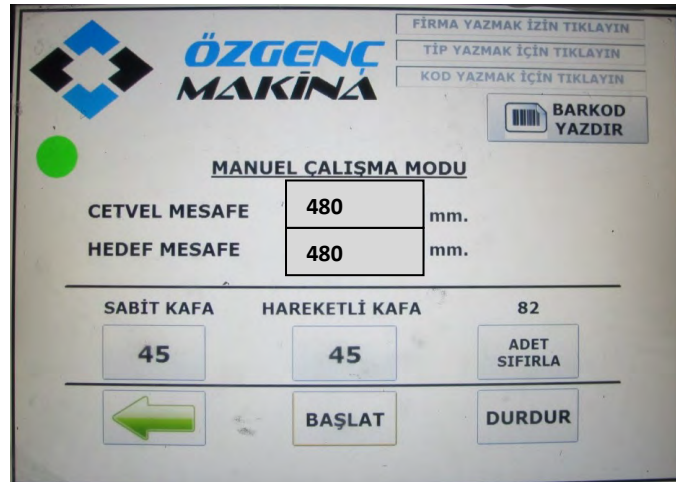 FİRMA YAZMAK İZİN TIKLAYIN
TİP YAZMAK İÇİN TIKLAYIN
KOD YAZMAK İÇİN TIKLAYIN
ÖZGENÇ
MAKİNA
BARKOD
YAZDIR
MANUEL ÇALIŞMA MODU
CETVEL MESAFE 480 mm.
HEDEF MESAFE 480 mm.
SABİT KAFA HAREKETLİ KAFA 82
45 45 ADET
SIFIRLA
BAŞLAT DURDUR